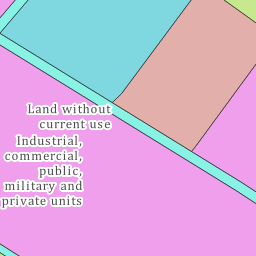 Land without
current use
Industrial,
commercial,
public,
military and
private units